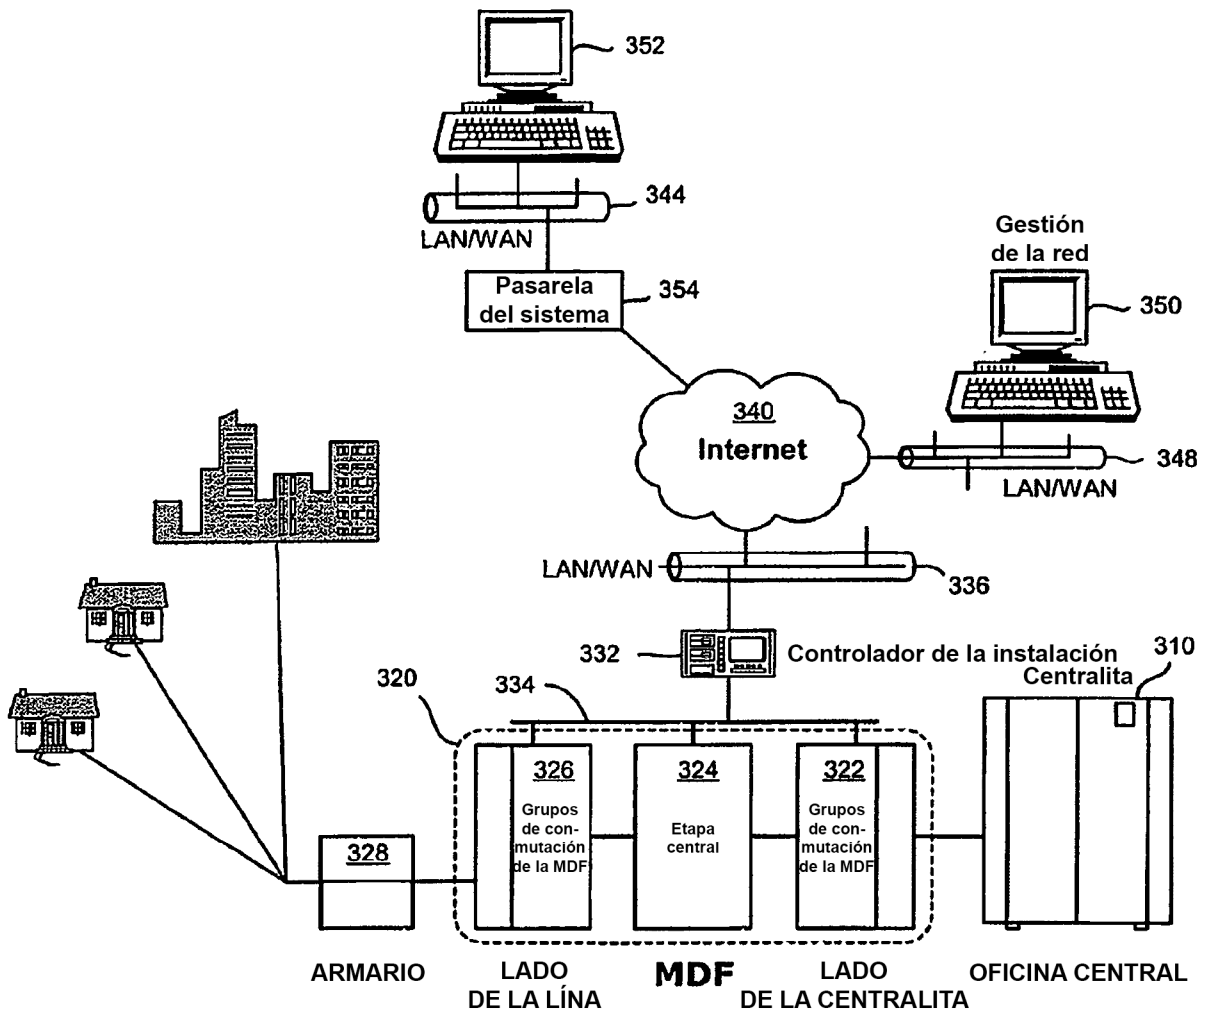 352
344
LAN/WAN
Pasarela
del sistema
354
Gestión
de la red
350
340
Internet
348
LAN/WAN
LAN/WAN
336
332
Controlador de la instalación
310
Centralita
320
334
326
Grupos
de con-
mutación
de la MDF
324
Etapa
central
322
Grupos
de con-
mutación
de la MDF
328
ARMARIO
LADO
DE LA LÍNA
MDF
LADO
DE LA CENTRALITA
OFICINA CENTRAL